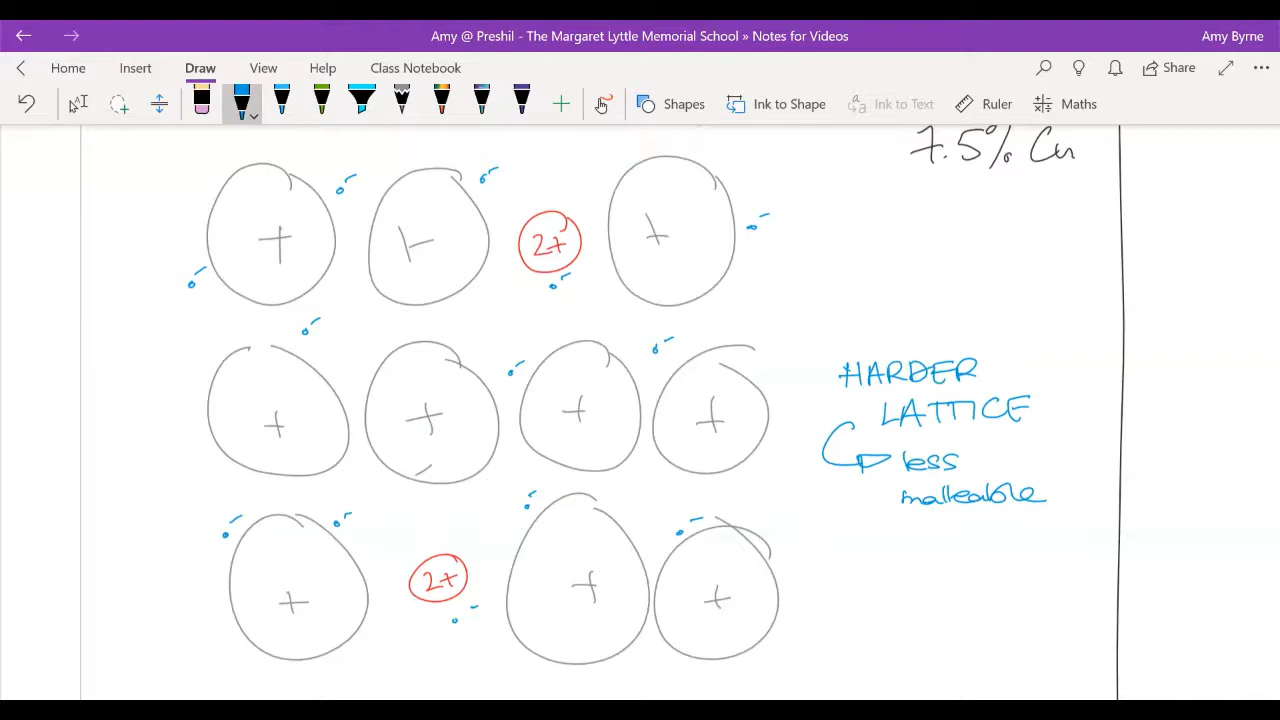 Amy @ Preshil - The Margaret Lyttle Memorial School » Notes for Videos
Amy Byrne
Home Insert Draw View Help Class Notebook
Share
Shapes Ink to Shape Ink to Text Ruler Maths
7.5% Cu
+ + 2+ +
+ + + +
+ 2+ + +
HARDER
LATTICE
less
malleable